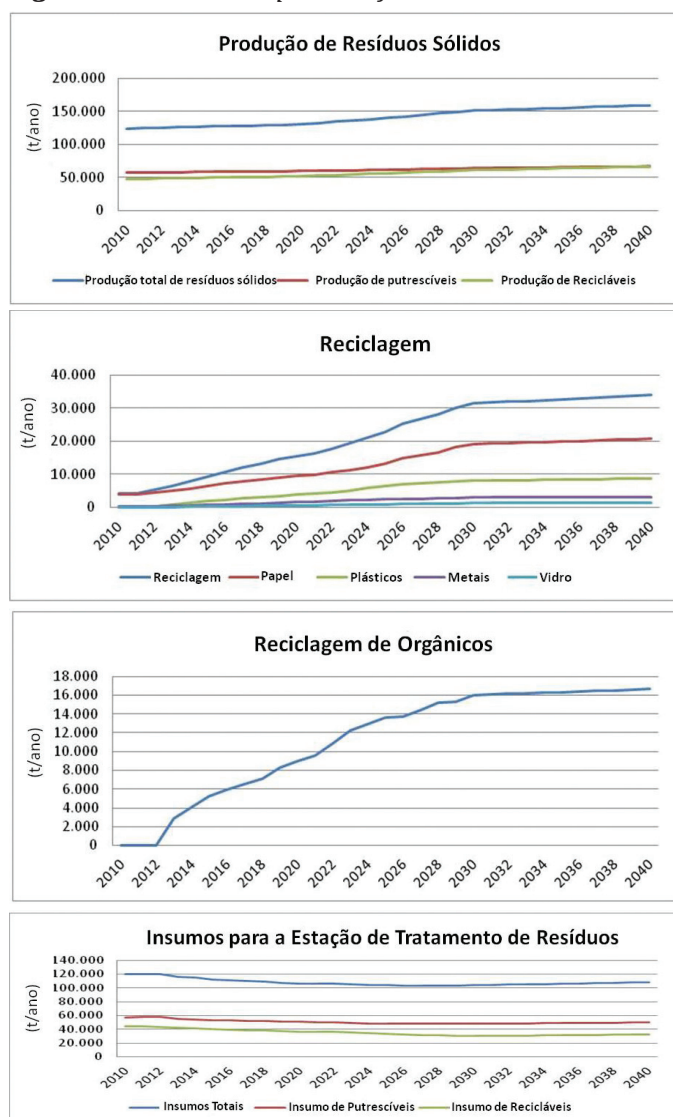 Produção de Resíduos Sólidos
(t/ano)
200.000
150.000
100.000
50.000
0
2010 2012 2014 2016 2018 2020 2022 2024 2026 2028 2030 2032 2034 2036 2038 2040
Produção total de resíduos sólidos Produção de putrescíveis Produção de Recicláveis
Reciclagem
(t/ano)
40.000
30.000
20.000
10.000
0
2010 2012 2014 2016 2018 2020 2022 2024 2026 2028 2030 2032 2034 2036 2038 2040
Reciclagem Papel Plásticos Metais Vidro
Reciclagem de Orgânicos
(t/ano)
18.000
16.000
14.000
12.000
10.000
8.000
6.000
4.000
2.000
0
2010 2012 2014 2016 2018 2020 2022 2024 2026 2028 2030 2032 2034 2036 2038 2040
Insumos para a Estação de Tratamento de Resíduos
(t/ano)
140.000
120.000
100.000
80.000
60.000
40.000
20.000
0
2010 2012 2014 2016 2018 2020 2022 2024 2026 2028 2030 2032 2034 2036 2038 2040
Insumos Totais Insumo de Putrescíveis Insumo de Recicláveis